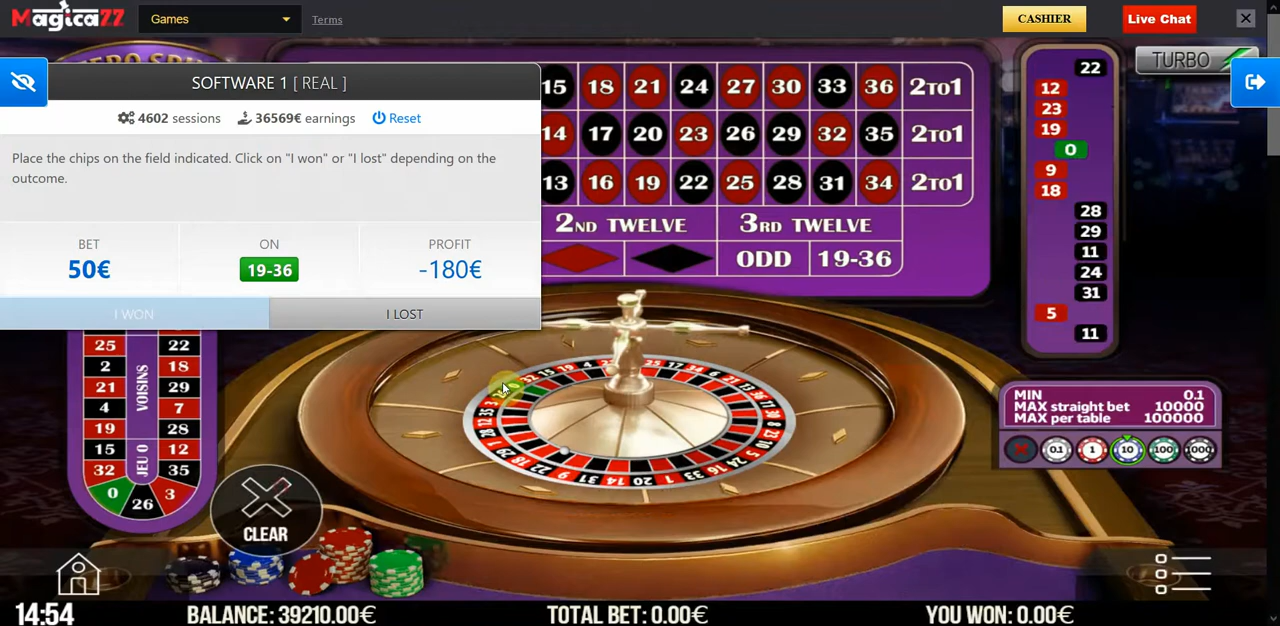 Magica77 Games Terms CASHIER Live Chat
SOFTWARE 1 [ REAL ]
4602 sessions 36569€ earnings Reset
Place the chips on the field indicated. Click on "I won" or "I lost" depending on the
outcome.
BET ON PROFIT
50€ 19-36 -180€
I WON I LOST
15 18 21 24 27 30 33 36 2TO1
14 17 20 23 26 29 32 35 2TO1
13 16 19 22 25 28 31 34 2TO1
2ND TWELVE 3RD TWELVE
ODD 19-36
TURBO
22
12
23
19
0
9
18
28
29
11
24
31
5
11
25 22
2 18
21 29
4 7
19 28
15 12
32 35
0 3
26
VOISINS
JEU 0
MIN 0.1
MAX straight bet 10000
MAX per table 100000
0.1 1 10 100 1000
CLEAR
14:54 BALANCE: 39210.00€ TOTAL BET: 0.00€ YOU WON: 0.00€